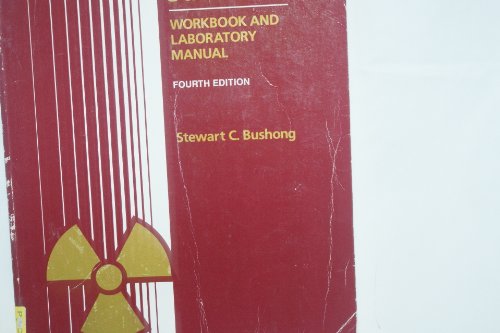 WORKBOOK AND
LABORATORY
MANUAL
FOURTH EDITION
Stewart C. Bushong